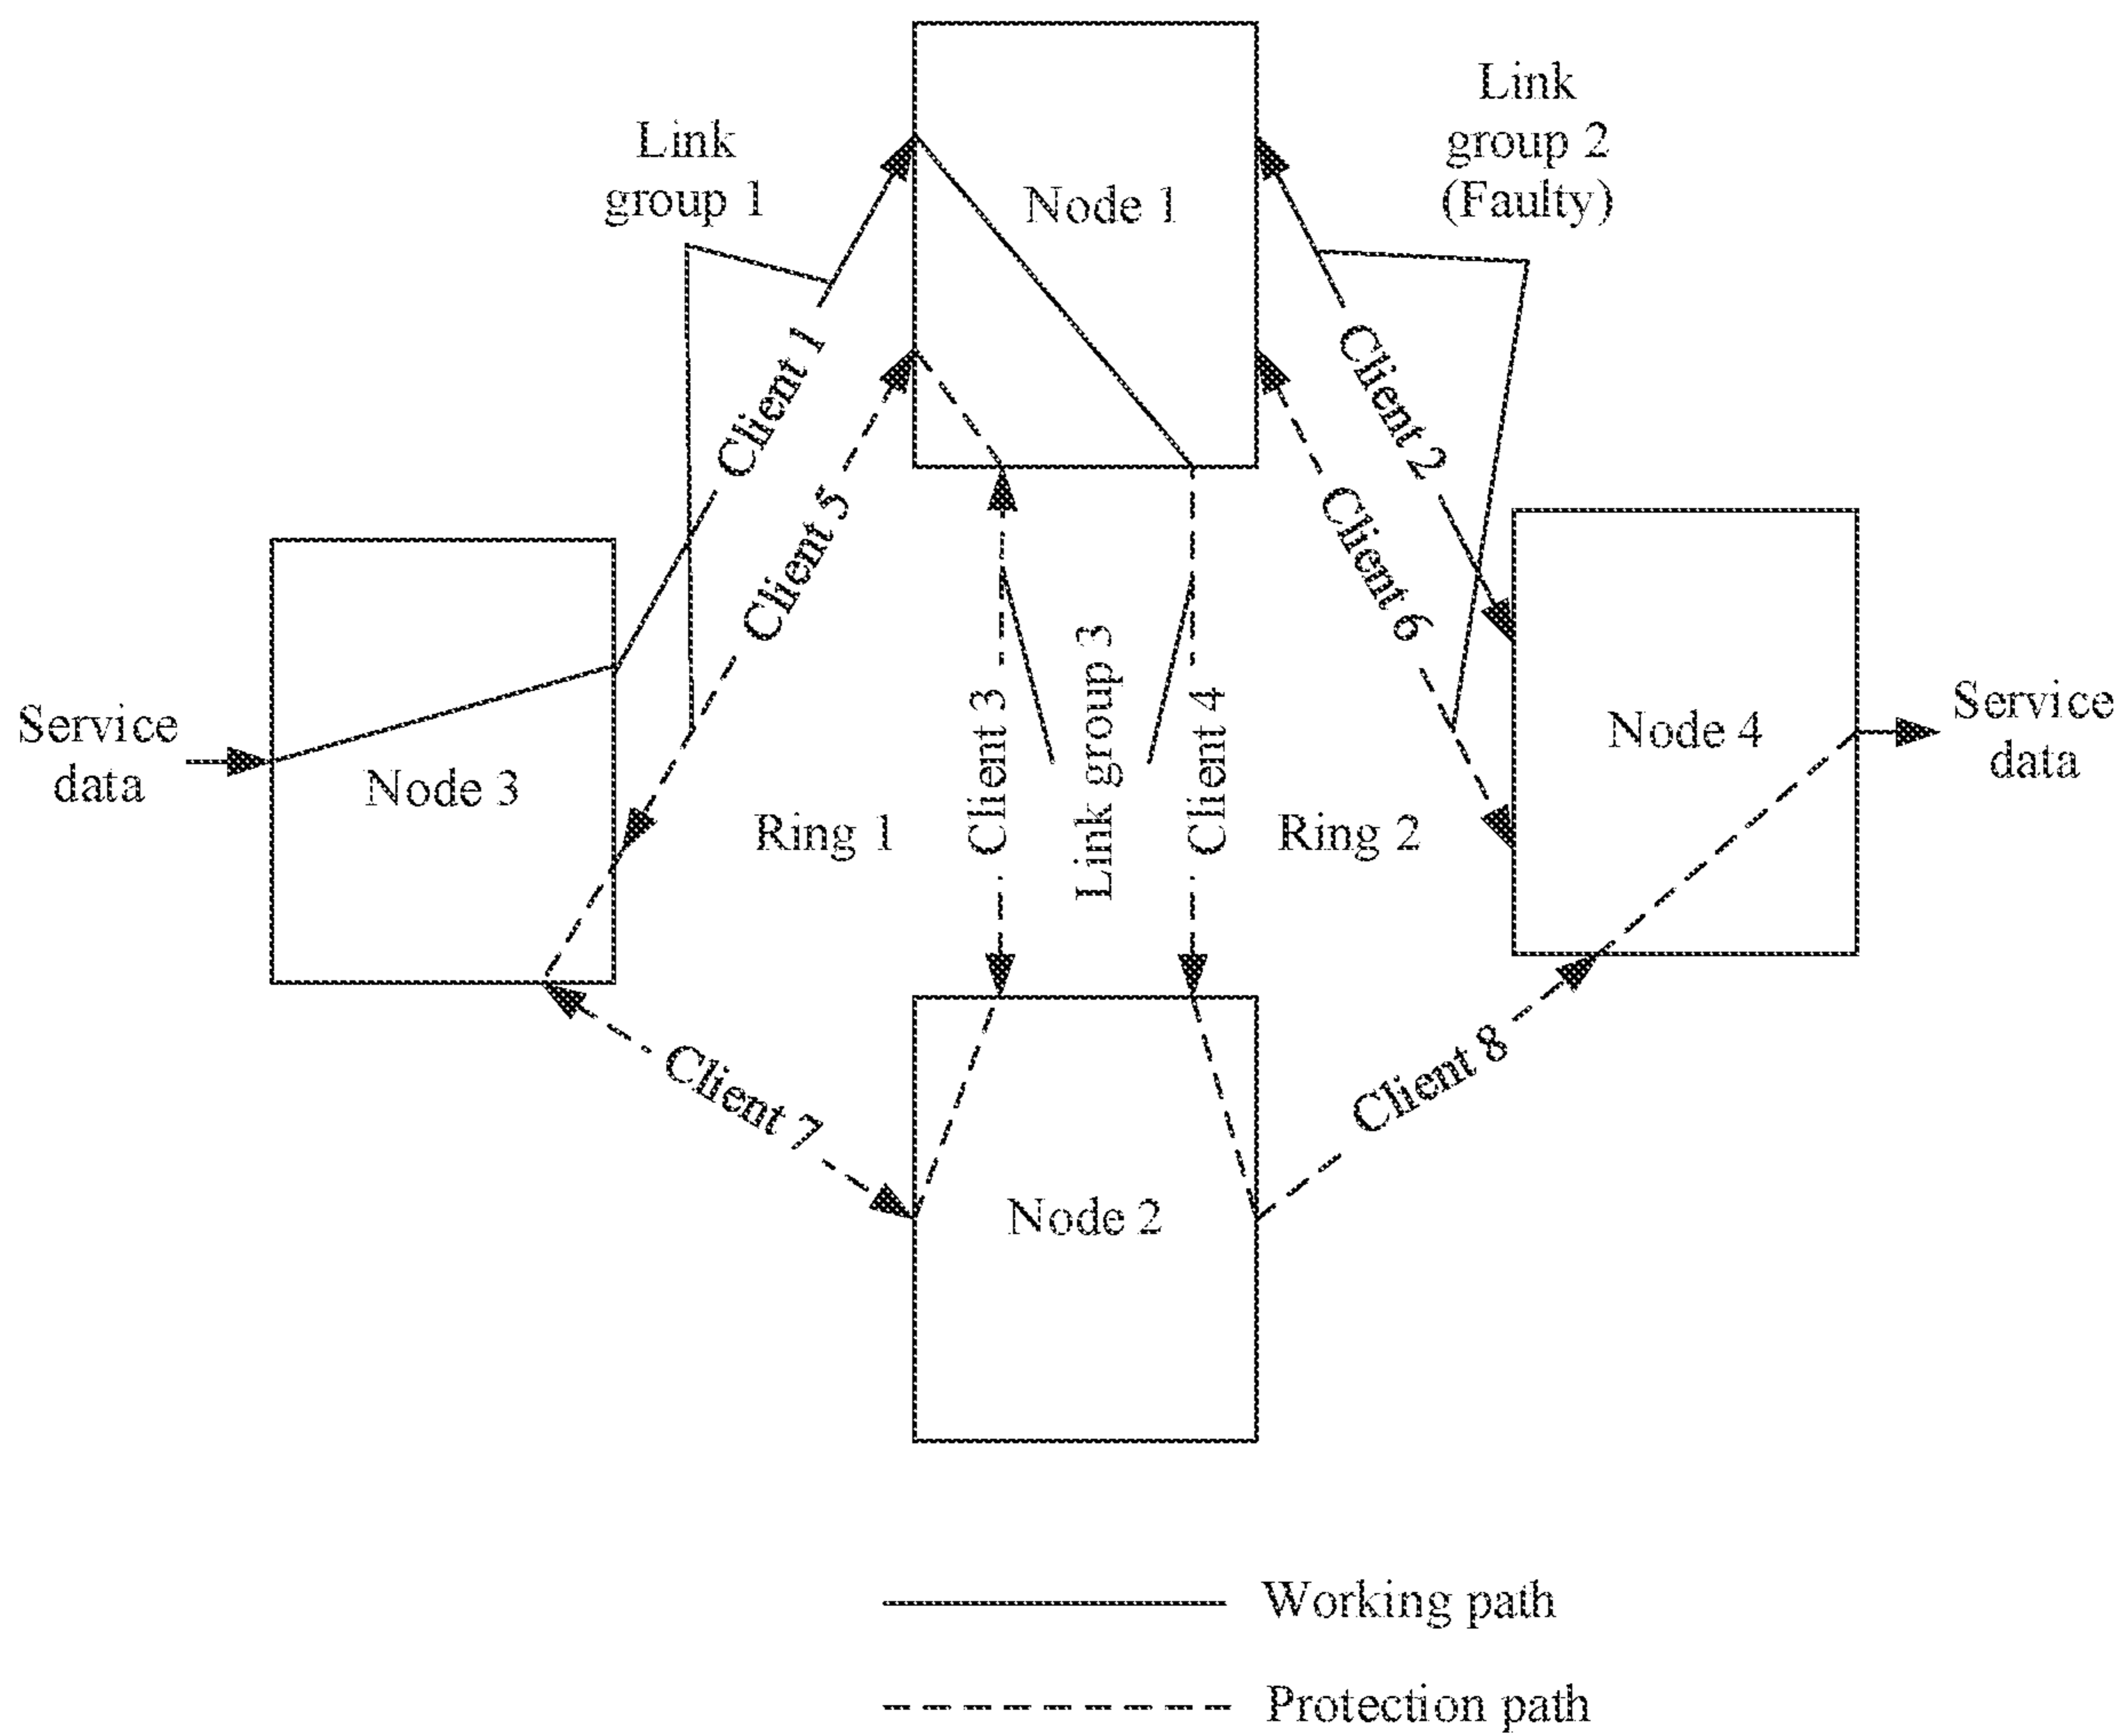 Link
group 1
Node 1
Link
group 2
(Faulty)
Client 1
Client 5
Client 2
Client 6
Service
data
Node 3
Ring 1
Client 3
Link group 3
Client 4
Ring 2
Node 4
Service
data
Client 7
Client 8
Node 2
Working path
Protection path